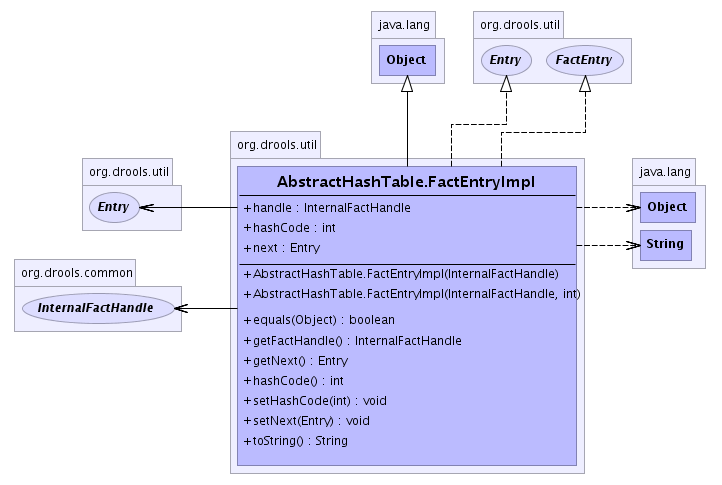 java.lang
Object
org.drools.util
Entry
FactEntry
org.drools.util
org.drools.util
Entry
org.drools.common
InternalFactHandle
AbstractHashTable.FactEntryImpl
+ handle : InternalFactHandle
+ hashCode : int
+ next : Entry
+ AbstractHashTable.FactEntryImpl(InternalFactHandle)
+ AbstractHashTable.FactEntryImpl(InternalFactHandle, int)
+ equals(Object) : boolean
+ getFactHandle() : InternalFactHandle
+ getNext() : Entry
+ hashCode() : int
+ setHashCode(int) : void
+ setNext(Entry) : void
+ toString() : String
java.lang
Object
String